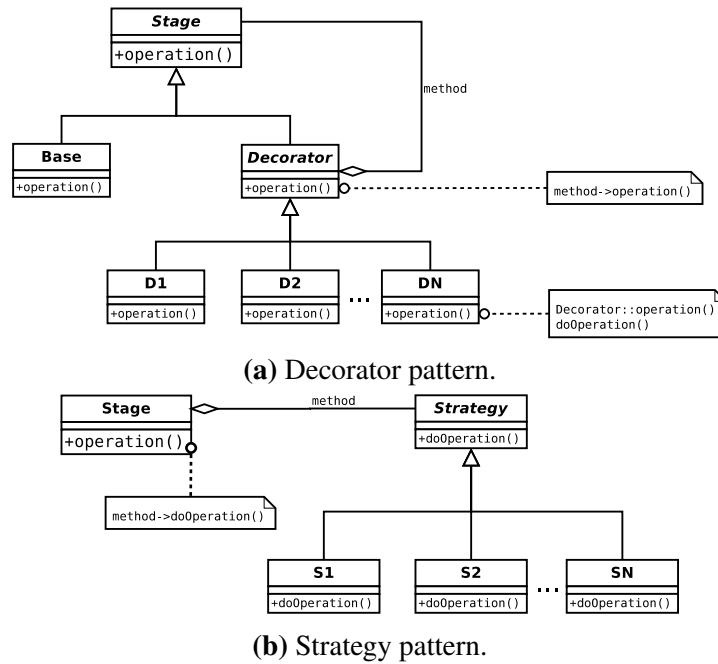 Stage
+operation()
method
Base
+operation()
Decorator
+operation()
method->operation()
D1
+operation()
D2
+operation()
...
DN
+operation()
Decorator::operation()
doOperation()
(a) Decorator pattern.
Stage
+operation()
method
Strategy
+doOperation()
method->doOperation()
S1
+doOperation()
S2
+doOperation()
...
SN
+doOperation()
(b) Strategy pattern.